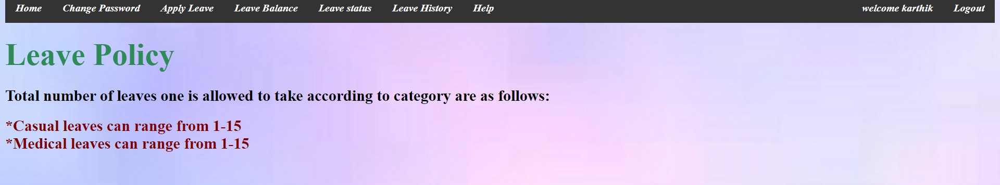 Home Change Password Apply Leave Leave Balance Leave status Leave History Help welcome karthik Logout
Leave Policy
Total number of leaves one is allowed to take according to category are as follows:
*Casual leaves can range from 1-15
*Medical leaves can range from 1-15